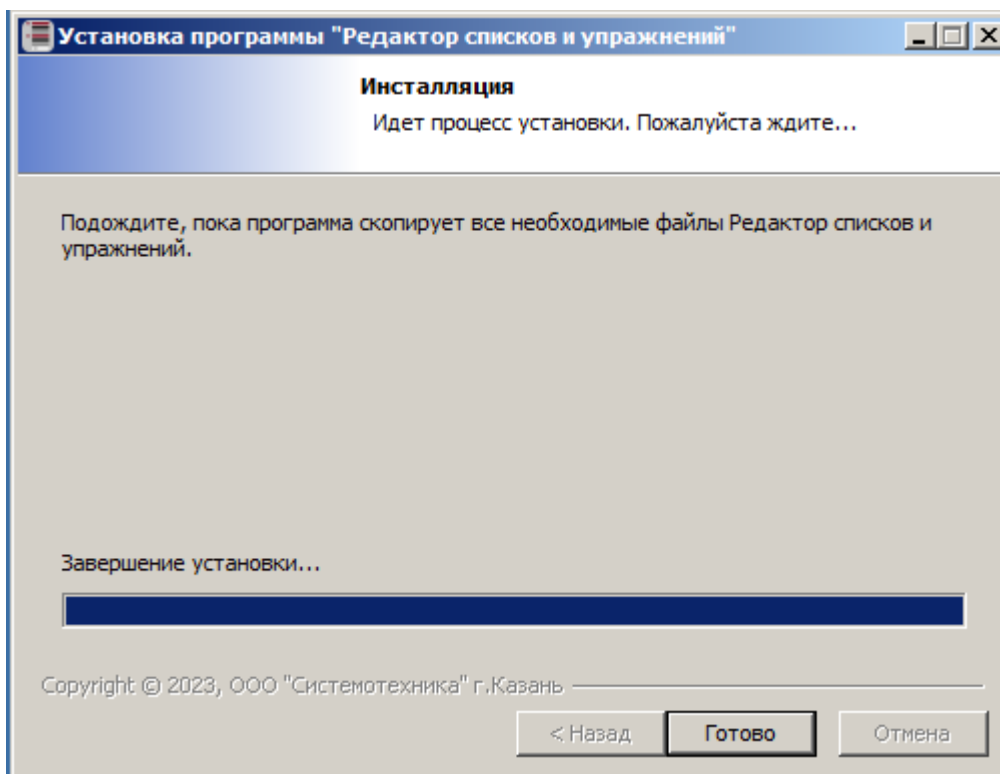 Установка программы "Редактор списков и упражнений"
Инсталляция
Идет процесс установки. Пожалуйста ждите...
Подождите, пока программа скопирует все необходимые файлы Редактор списков и
упражнений.
Завершение установки...
Copyright © 2023, ООО "Системотехника" г.Казань
< Назад
Готово
Отмена